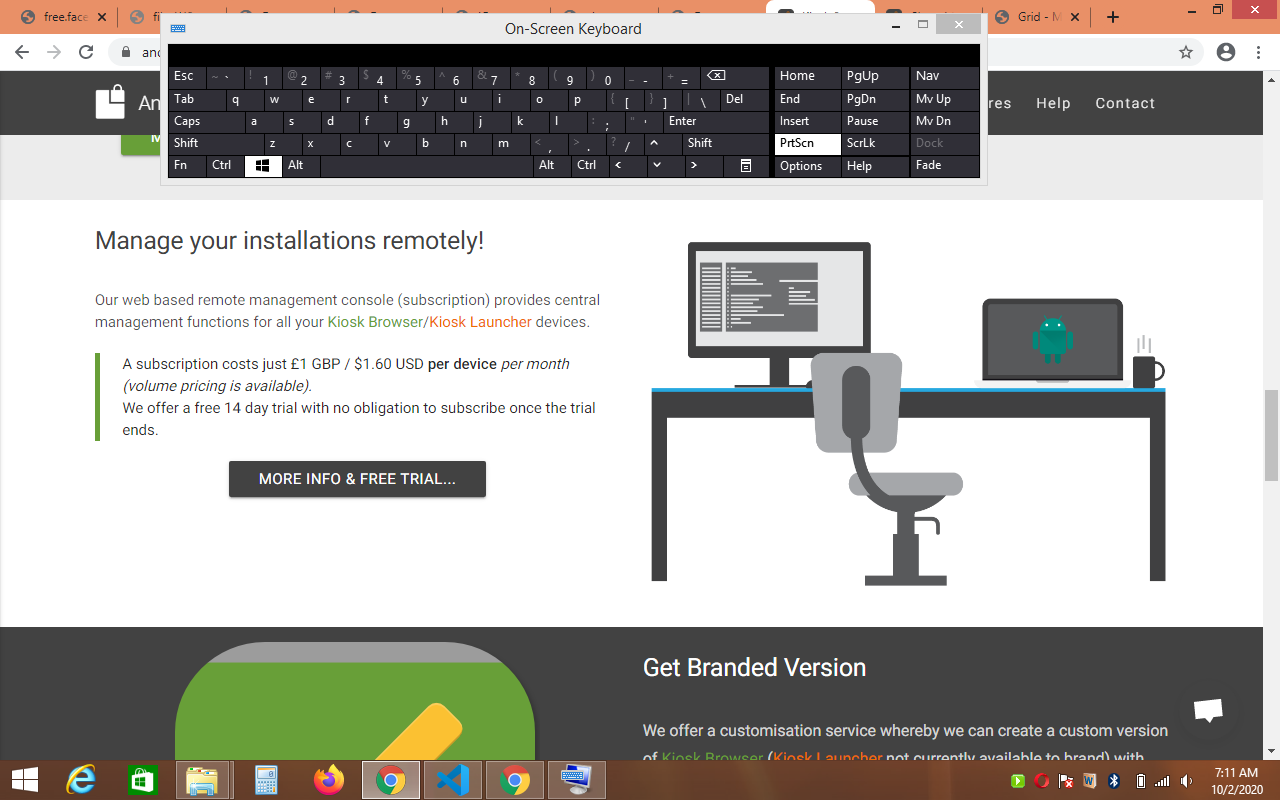 free.face
Grid - M
On-Screen Keyboard
Esc ~ ` ! 1 @ 2 # 3 $ 4 % 5 ^ 6 & 7 * 8 ( 9 ) 0 _ - + = Home PgUp Nav
Tab q w e r t y u i o p { [ } ] | \ Del End PgDn Mv Up
Caps a s d f g h j k l : ; " ' Enter Insert Pause Mv Dn
Shift z x c v b n m < , > . ? / Shift PrtScn ScrLk Dock
Fn Ctrl Alt Alt Ctrl Options Help Fade
Help Contact
Manage your installations remotely!
Our web based remote management console (subscription) provides central
management functions for all your Kiosk Browser/Kiosk Launcher devices.
A subscription costs just £1 GBP / $1.60 USD per device per month
(volume pricing is available).
We offer a free 14 day trial with no obligation to subscribe once the trial
ends.
MORE INFO & FREE TRIAL...
Get Branded Version
We offer a customisation service whereby we can create a custom version
of Kiosk Browser (Kiosk Launcher not currently available to brand) with
7:11 AM
10/2/2020